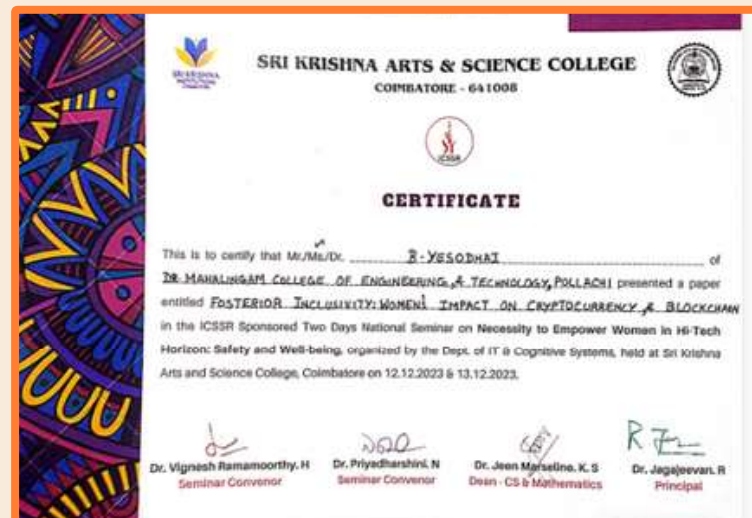 SRI KRISHNA
INSTITUTIONS
SRI KRISHNA ARTS & SCIENCE COLLEGE
COIMBATORE - 641008
ICSSR
CERTIFICATE
This is to certify that Mr./Ms./Dr. B-YESODHAI of
DR. MAHALINGAM COLLEGE OF ENGINEERING, & TECHNOLOGY, POLLACHI presented a paper
entitled FOSTERIOR INCLUSIVITY: WOMENS' IMPACT ON CRYPTOCURRENCY & BLOCKCHAIN
in the ICSSR Sponsored Two Days National Seminar on Necessity to Empower Women in Hi-Tech
Horizon: Safety and Well-being, organized by the Dept. of IT & Cognitive Systems, held at Sri Krishna
Arts and Science College, Coimbatore on 12.12.2023 & 13.12.2023.
Dr. Vignesh Ramamoorthy. H Dr. Priyadharshini. N Dr. Jeen Marseline. K. S Dr. Jagajeevan. R
Seminar Convenor Seminar Convenor Dean - CS & Mathematics Principal